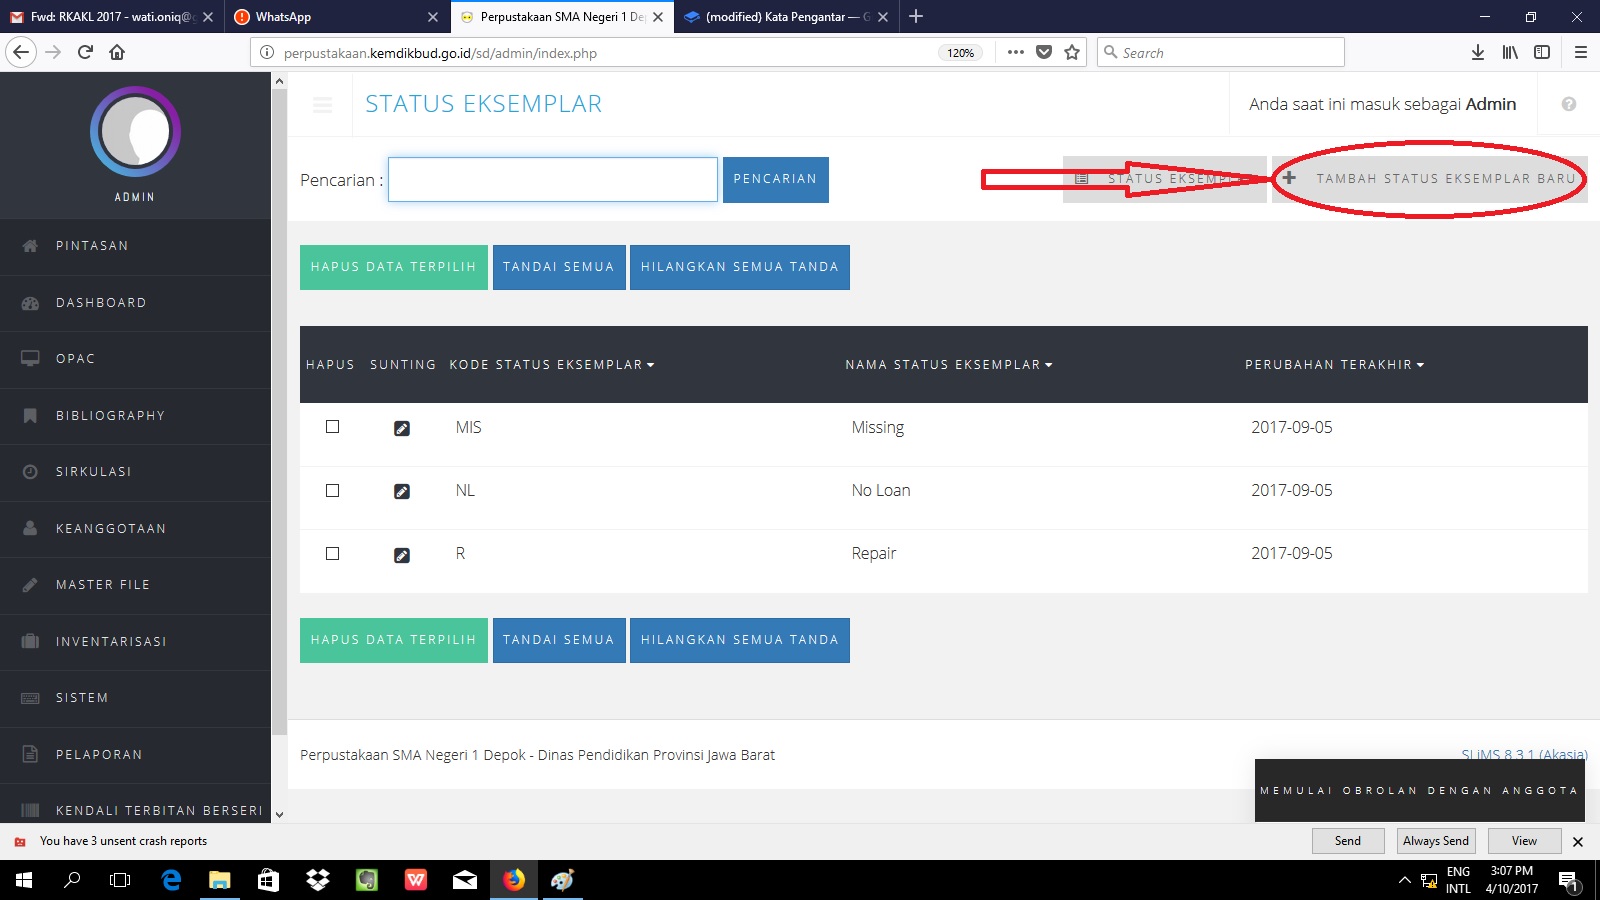 Fwd: RKAKL 2017 - wati.oniq@
WhatsApp
Perpustakaan SMA Negeri 1 De
(modified) Kata Pengantar — G
perpustakaan.kemdikbud.go.id/sd/admin/index.php
120%
Search
ADMIN
PINTASAN
DASHBOARD
OPAC
BIBLIOGRAPHY
SIRKULASI
KEANGGOTAAN
MASTER FILE
INVENTARISASI
SISTEM
PELAPORAN
KENDALI TERBITAN BERSERI
STATUS EKSEMPLAR
Anda saat ini masuk sebagai Admin
Pencarian :
PENCARIAN
STATUS EKSEMPL
TAMBAH STATUS EKSEMPLAR BARU
HAPUS DATA TERPILIH
TANDAI SEMUA
HILANGKAN SEMUA TANDA
HAPUS SUNTING KODE STATUS EKSEMPLAR NAMA STATUS EKSEMPLAR PERUBAHAN TERAKHIR
MIS Missing 2017-09-05
NL No Loan 2017-09-05
R Repair 2017-09-05
HAPUS DATA TERPILIH
TANDAI SEMUA
HILANGKAN SEMUA TANDA
Perpustakaan SMA Negeri 1 Depok - Dinas Pendidikan Provinsi Jawa Barat
SLiMS 8.3.1 (Akasia)
MEMULAI OBROLAN DENGAN ANGGOTA
You have 3 unsent crash reports
Send
Always Send
View
ENG
INTL
3:07 PM
4/10/2017
1